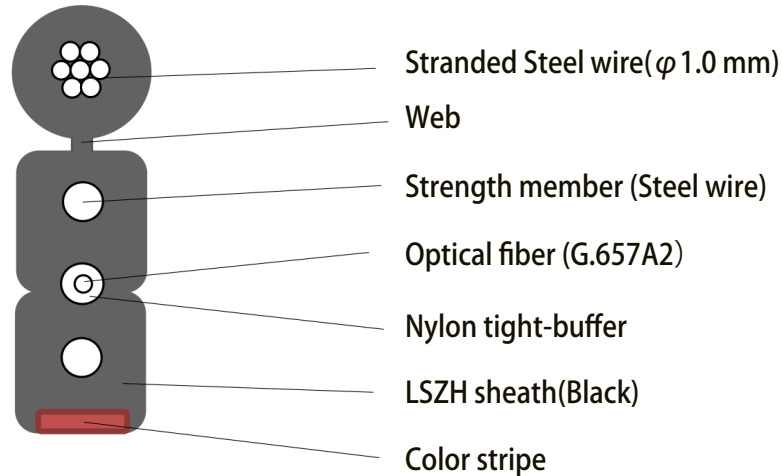 Stranded Steel wire(φ1.0 mm)
Web
Strength member (Steel wire)
Optical fiber (G.657A2）
Nylon tight-buffer
LSZH sheath(Black)
Color stripe